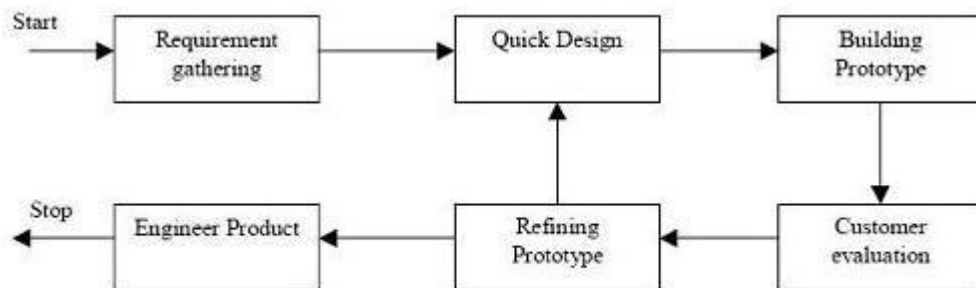 Start
Requirement
gathering
Quick Design
Building
Prototype
Stop
Engineer Product
Refining
Prototype
Customer
evaluation